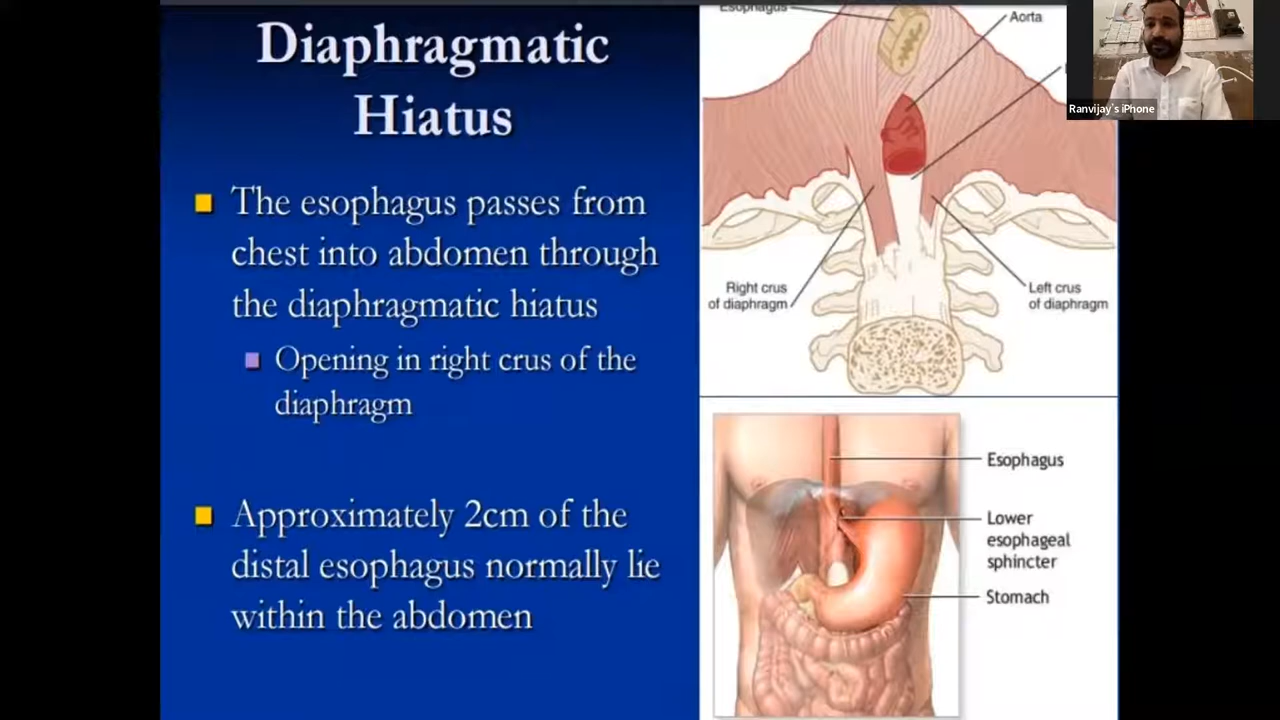 Diaphragmatic
Hiatus
The esophagus passes from
chest into abdomen through
the diaphragmatic hiatus
Opening in right crus of the
diaphragm
Approximately 2cm of the
distal esophagus normally lie
within the abdomen
Esophagus
Aorta
Right crus
of diaphragm
Left crus
of diaphragm
Esophagus
Lower
esophageal
sphincter
Stomach
Ranvijay's iPhone